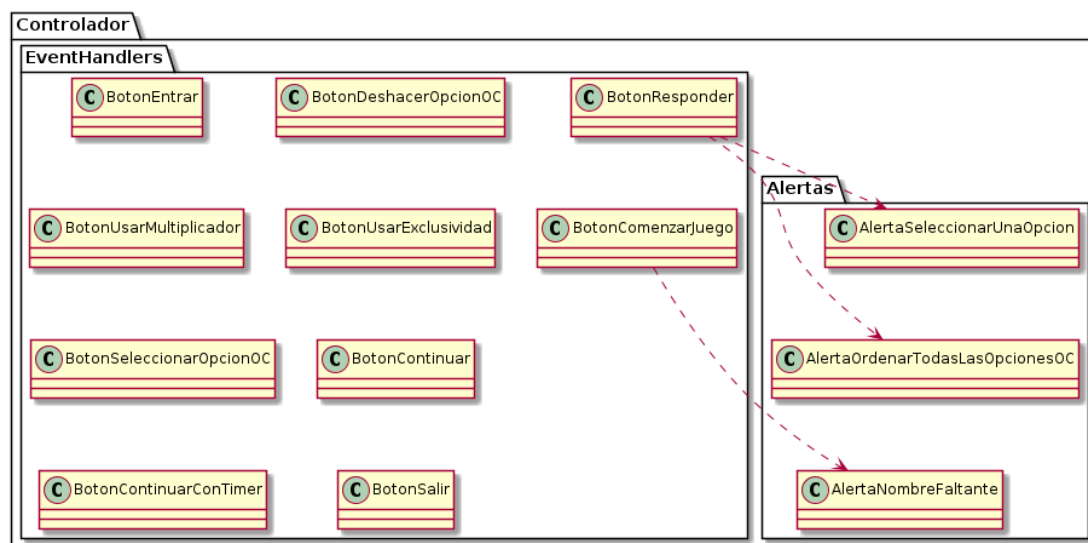 Controlador
EventHandlers
C BotonEntrar
C BotonDeshacerOpcionOC
C BotonResponder
Alertas
C BotonUsarMultiplicador
C BotonUsarExclusividad
C BotonComenzarJuego
C AlertaSeleccionarUnaOpcion
C BotonSeleccionarOpcionOC
C BotonContinuar
C AlertaOrdenarTodasLasOpcionesOC
C BotonContinuarConTimer
C BotonSalir
C AlertaNombreFaltante